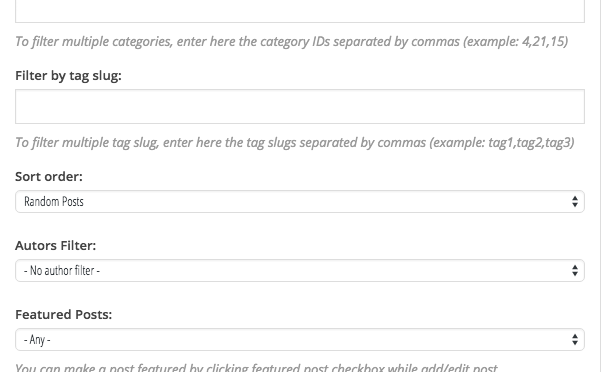 To filter multiple categories, enter here the category IDs separated by commas (example: 4,21,15)
Filter by tag slug:
To filter multiple tag slug, enter here the tag slugs separated by commas (example: tag1,tag2,tag3)
Sort order:
Random Posts
Autors Filter:
- No author filter -
Featured Posts:
- Any -
You can make a post featured by clicking featured post checkbox while add/edit post